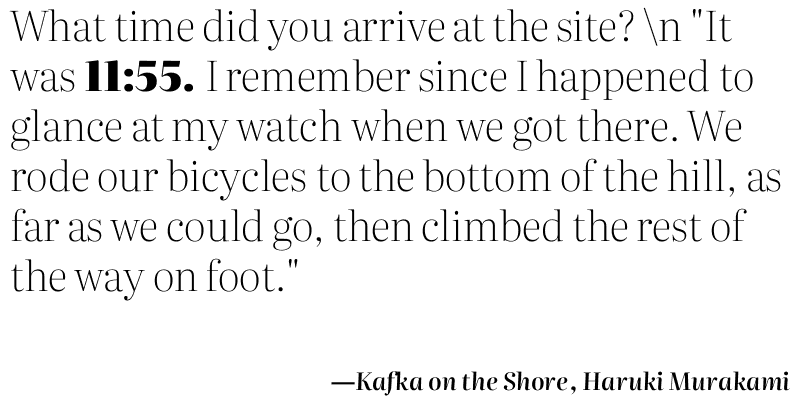 What time did you arrive at the site? \n "It
was 11:55. I remember since I happened to
glance at my watch when we got there. We
rode our bicycles to the bottom of the hill, as
far as we could go, then climbed the rest of
the way on foot."
—Kafka on the Shore, Haruki Murakami